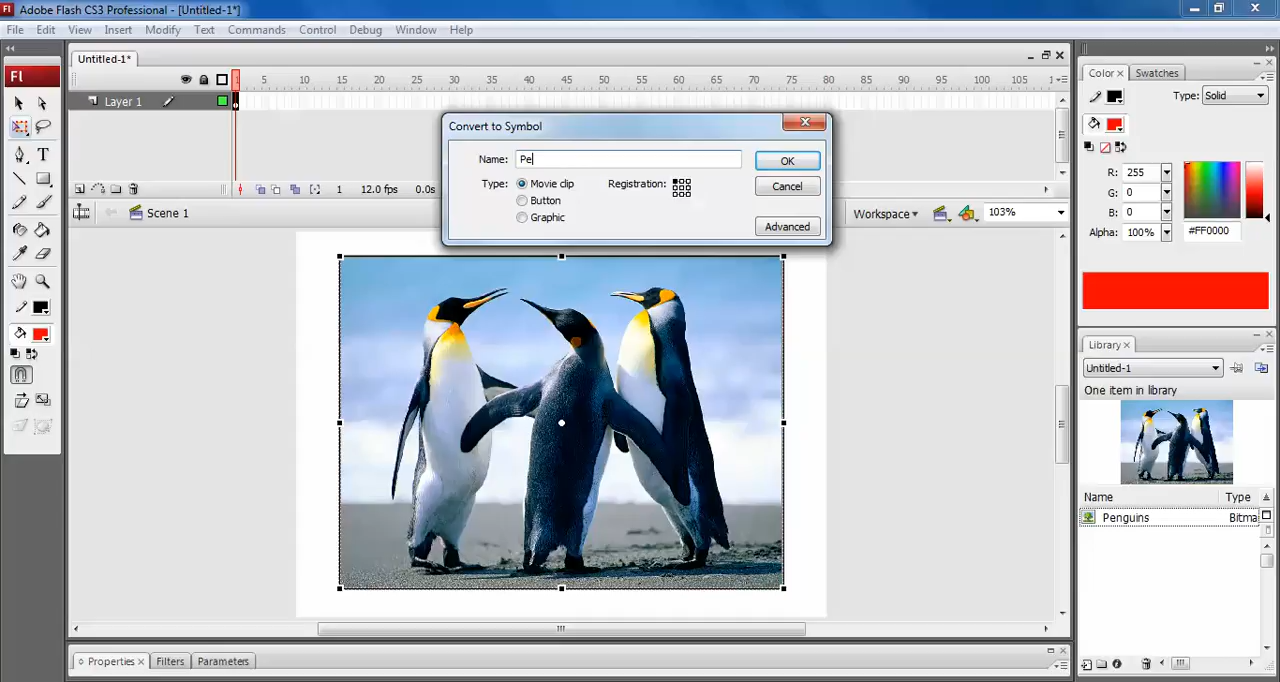 Fl Adobe Flash CS3 Professional - [Untitled-1*]
File Edit View Insert Modify Text Commands Control Debug Window Help
Untitled-1*
1 5 10 15 20 25 30 35 40 45 50 55 60 65 70 75 80 85 90 95 100 105
Layer 1
1 12.0 fps 0.0s
Scene 1
Workspace
103%
Fl
Convert to Symbol
Name: Pe
OK
Type: Movie clip
Registration:
Cancel
Button
Graphic
Advanced
Color Swatches
Type: Solid
R: 255
G: 0
B: 0
Alpha: 100%
#FF0000
Library
Untitled-1
One item in library
Name Type
Penguins Bitma
Properties Filters Parameters